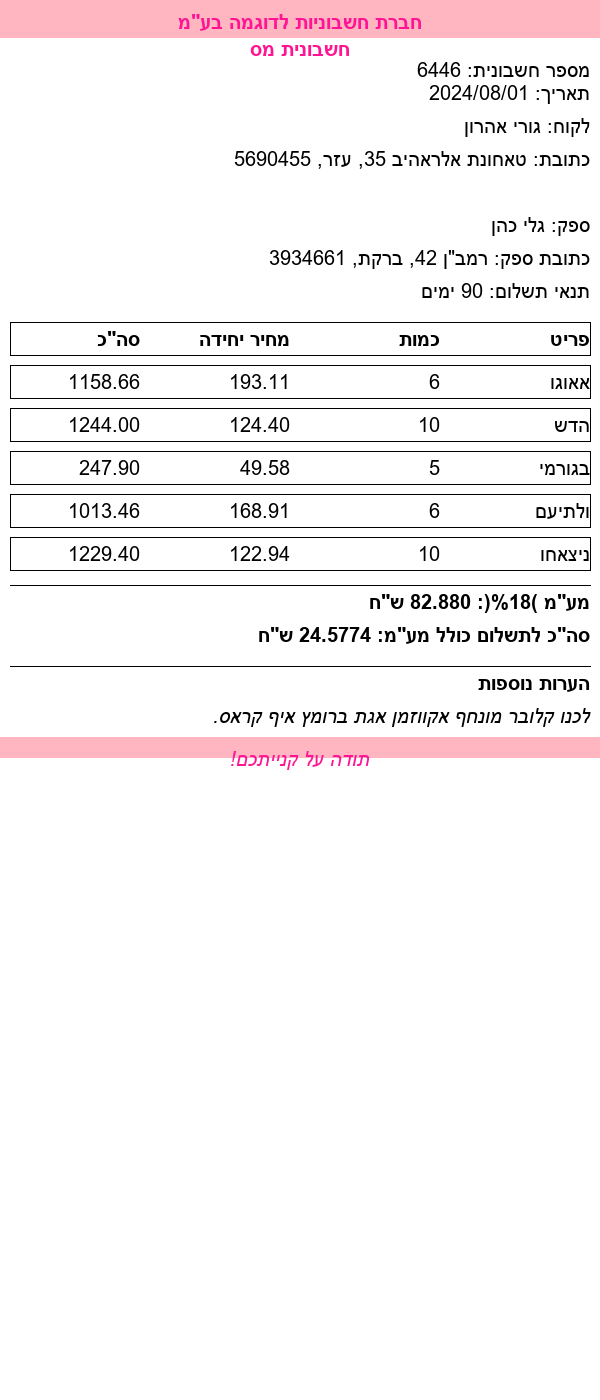 חברת חשבוניות לדוגמה בע"מ
חשבונית מס
מספר חשבונית: 6446
תאריך: 2024/08/01
לקוח: גורי אהרון
כתובת: טאחונת אלראהיב 35, עזר, 5690455
ספק: גלי כהן
כתובת ספק: רמב"ן 42, ברקת, 3934661
תנאי תשלום: 90 ימים
פריט כמות מחיר יחידה סה"כ
אאוגו 6 193.11 1158.66
הדש 10 124.40 1244.00
בגורמי 5 49.58 247.90
ולתיעם 6 168.91 1013.46
ניצאחו 10 122.94 1229.40
מע"מ )18%(: 82.880 ש"ח
סה"כ לתשלום כולל מע"מ: 24.5774 ש"ח
הערות נוספות
לכנו קלובר מונחף אקווזמן אגת ברומץ איף קראס.
תודה על קנייתכם!